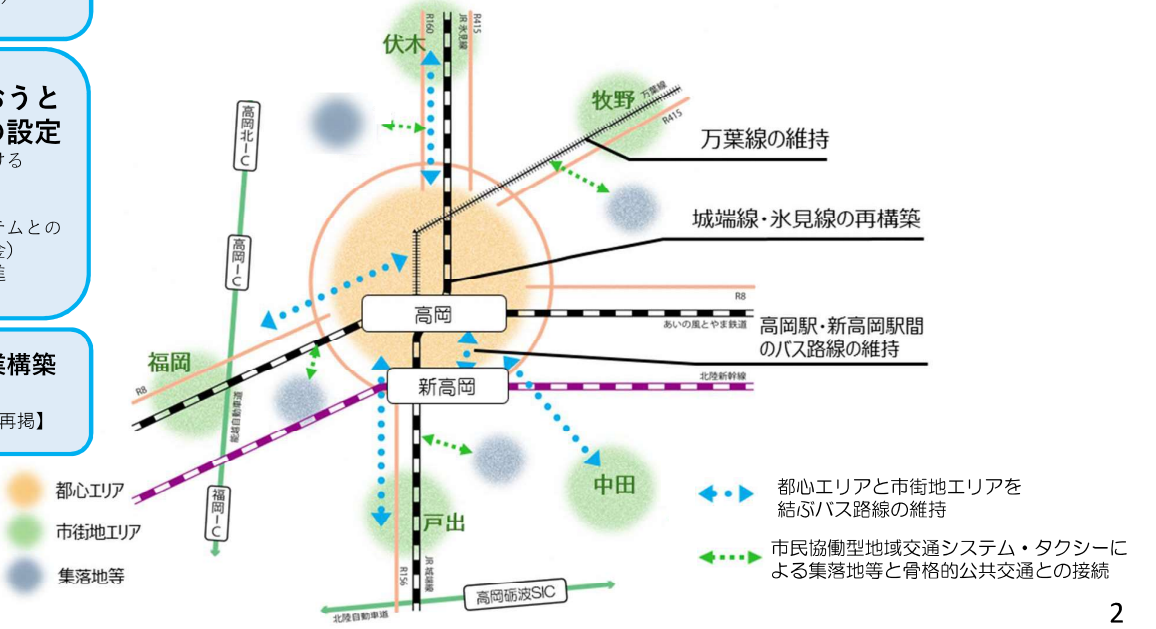 おうと
の設定
ける
テムとの
金）
進
業構築
再掲】
都心エリア
市街地エリア
集落地等
伏木
R160
JR氷見線
R415
牧野
万葉線
R415
万葉線の維持
城端線・氷見線の再構築
高岡北IC
高岡IC
高岡
R8
あいの風とやま鉄道
高岡駅・新高岡駅間
のバス路線の維持
福岡
R8
新高岡
北陸新幹線
能越自動車道
福岡IC
中田
戸出
R156
JR城端線
高岡砺波SIC
北陸自動車道
都心エリアと市街地エリアを
結ぶバス路線の維持
市民協働型地域交通システム・タクシーに
よる集落地等と骨格的公共交通との接続
2